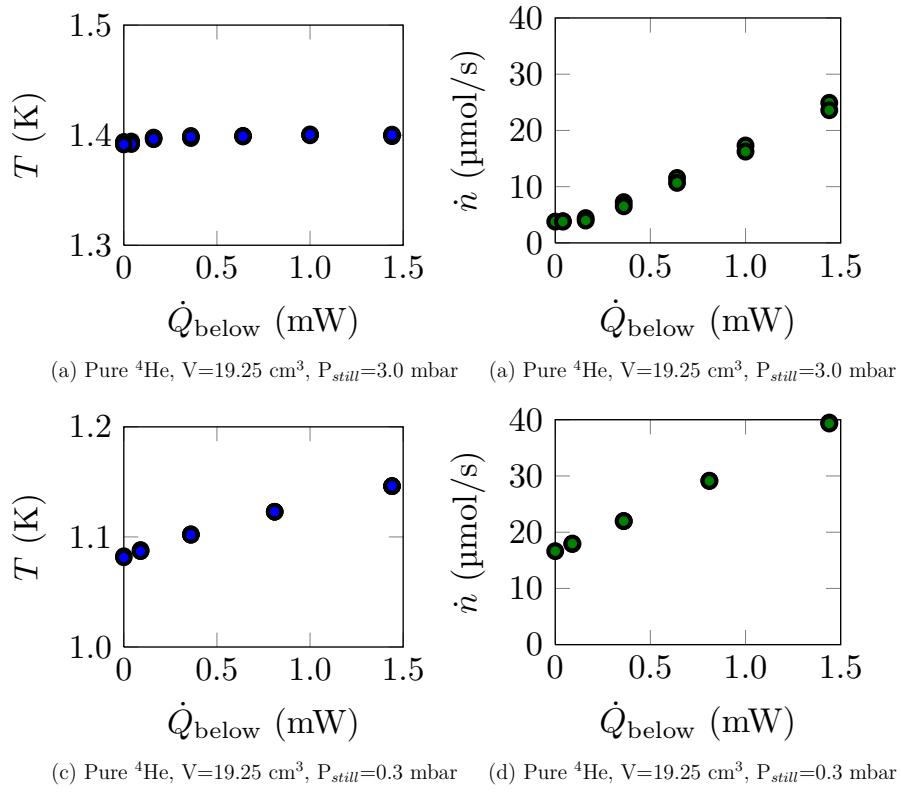 1.5
1.4
1.3
T (K)
0 0.5 1.0 1.5
Q̇below (mW)
(a) Pure ⁴He, V=19.25 cm³, Pstill=3.0 mbar
40
30
20
10
0
ṅ (µmol/s)
0 0.5 1.0 1.5
Q̇below (mW)
(a) Pure ⁴He, V=19.25 cm³, Pstill=3.0 mbar
1.2
1.1
1.0
T (K)
0 0.5 1.0 1.5
Q̇below (mW)
(c) Pure ⁴He, V=19.25 cm³, Pstill=0.3 mbar
40
30
20
10
0
ṅ (µmol/s)
0 0.5 1.0 1.5
Q̇below (mW)
(d) Pure ⁴He, V=19.25 cm³, Pstill=0.3 mbar